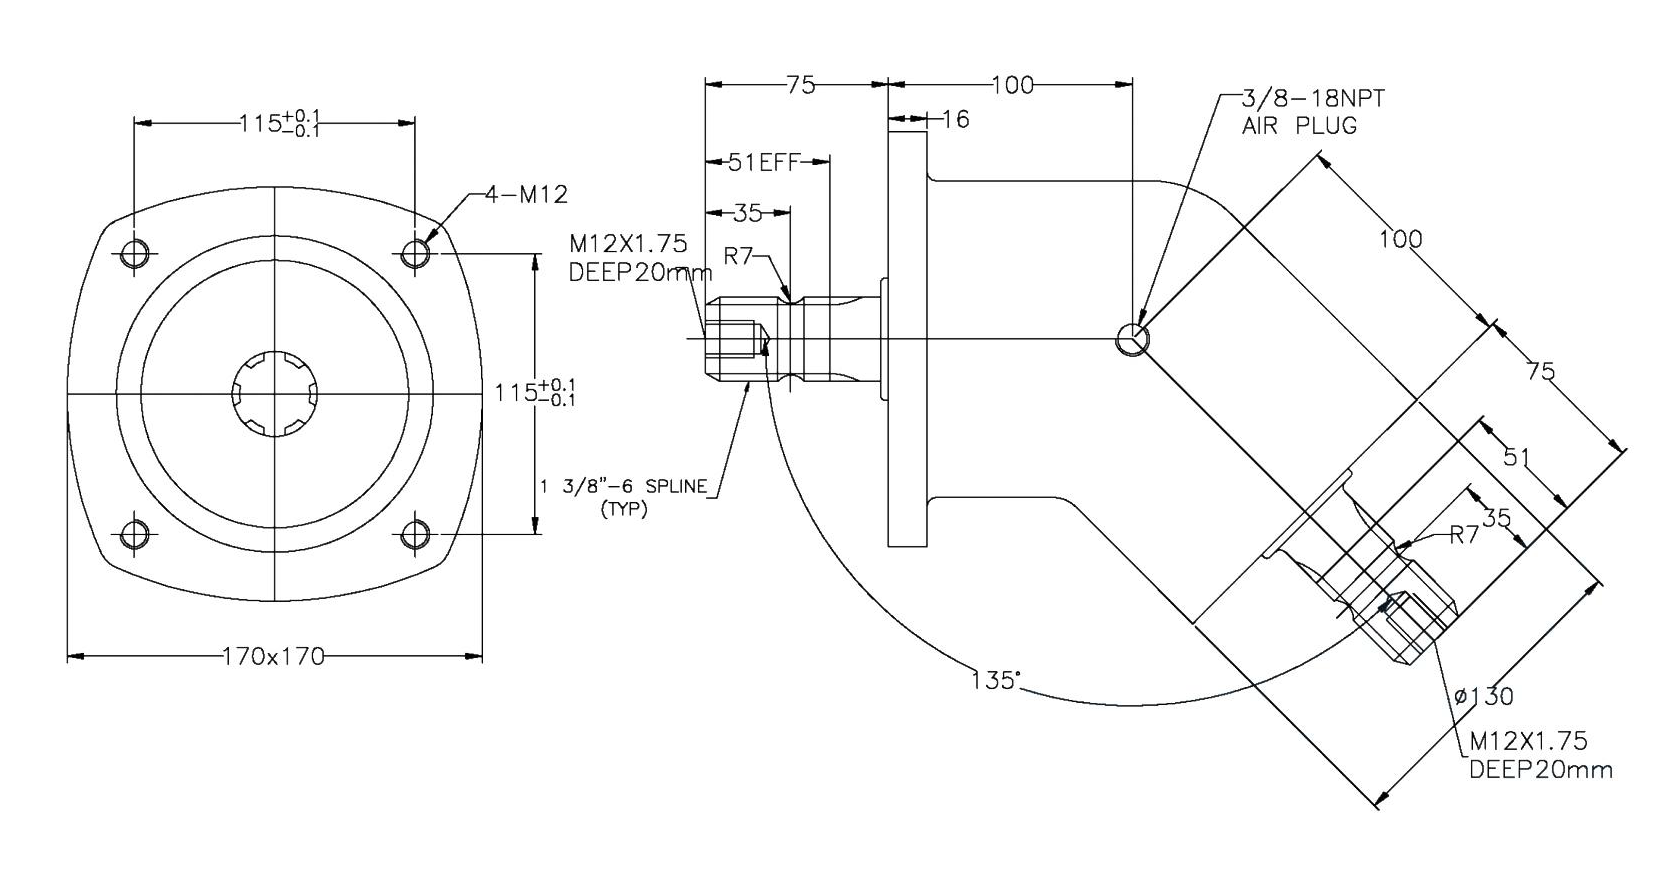 75
100
3/8-18NPT
AIR PLUG
16
115+0.1
-0.1
51EFF
4-M12
35
M12X1.75
DEEP20mm
R7
100
75
115+0.1
-0.1
51
1 3/8"-6 SPLINE
(TYP)
35
R7
170x170
135°
ø130
M12X1.75
DEEP20mm